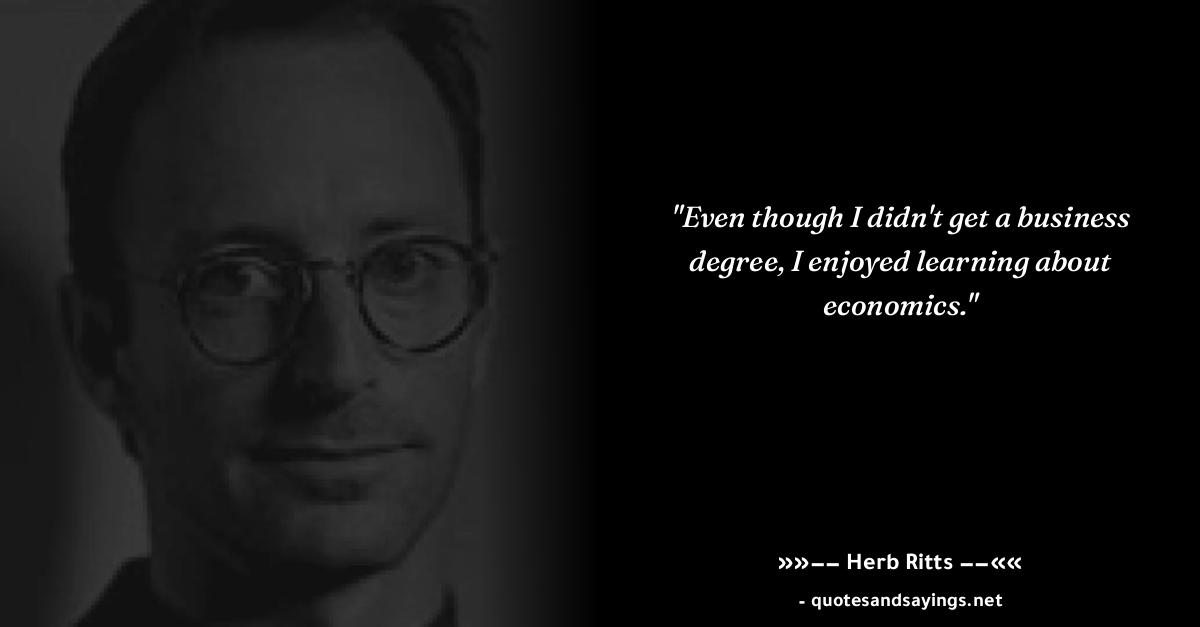 "Even though I didn't get a business
degree, I enjoyed learning about
economics."
»»−− Herb Ritts −−««
- quotesandsayings.net